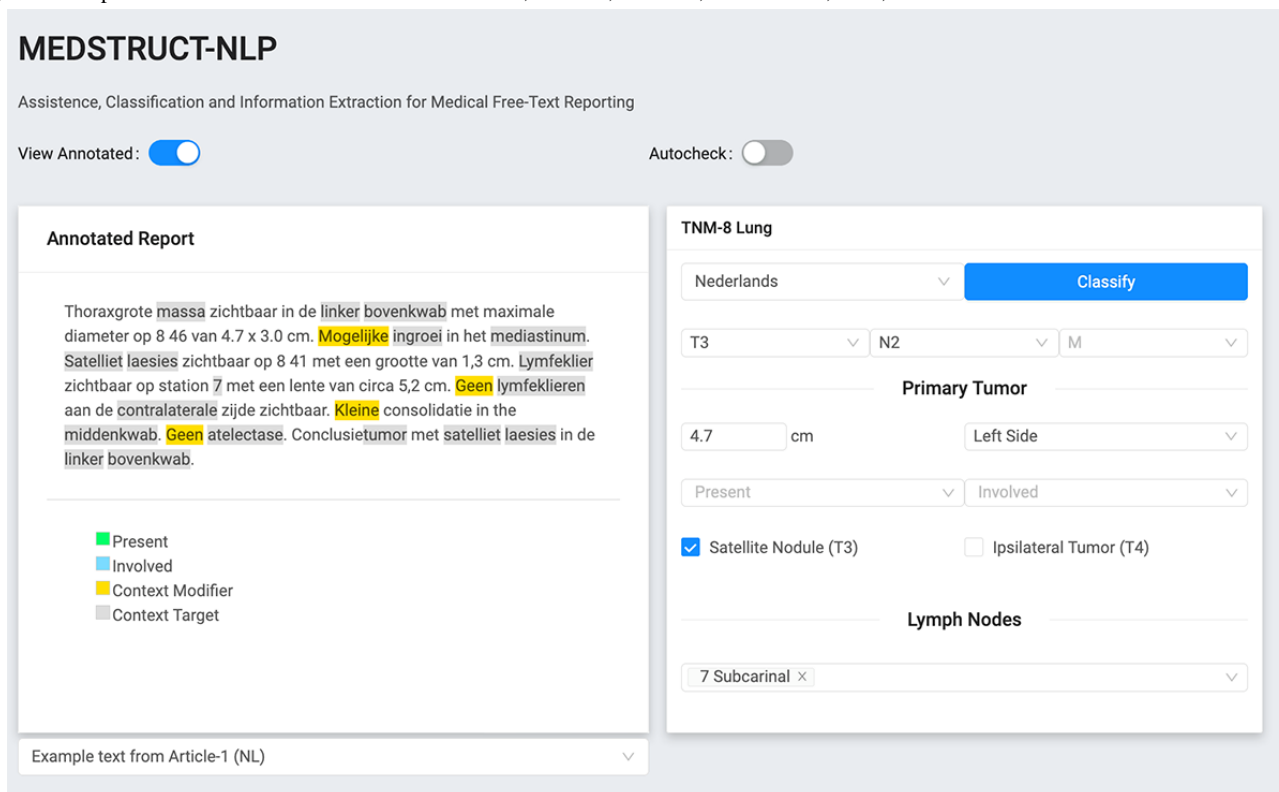 MEDSTRUCT-NLP
Assistence, Classification and Information Extraction for Medical Free-Text Reporting
View Annotated:
Autocheck:
Annotated Report
Thoraxgrote massa zichtbaar in de linker bovenkwab met maximale
diameter op 8 46 van 4.7 x 3.0 cm. Mogelijke ingroei in het mediastinum.
Satelliet laesies zichtbaar op 8 41 met een grootte van 1,3 cm. Lymfeklier
zichtbaar op station 7 met een lente van circa 5,2 cm. Geen lymfeklieren
aan de contralaterale zijde zichtbaar. Kleine consolidatie in the
middenkwab. Geen atelectase. Conclusietumor met satelliet laesies in de
linker bovenkwab.
Present
Involved
Context Modifier
Context Target
Example text from Article-1 (NL)
TNM-8 Lung
Nederlands
Classify
T3
N2
M
Primary Tumor
4.7
cm
Left Side
Present
Involved
Satellite Nodule (T3)
Ipsilateral Tumor (T4)
Lymph Nodes
7 Subcarinal ×